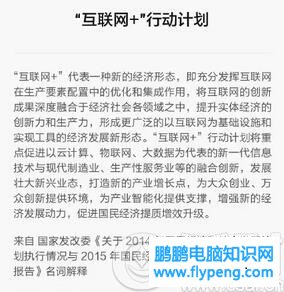 “互联网+”行动计划
“互联网+”代表一种新的经济形态，即充分发挥互联网
在生产要素配置中的优化和集成作用，将互联网的创新
成果深度融合于经济社会各领域之中，提升实体经济的
创新力和生产力，形成更广泛的以互联网为基础设施和
实现工具的经济发展新形态。“互联网+”行动计划将重
点促进以云计算、物联网、大数据为代表的新一代信息
技术与现代制造业、生产性服务业等的融合创新，发展
壮大新兴业态，打造新的产业增长点，为大众创业、万
众创新提供环境，为产业智能化提供支撑，增强新的经
济发展动力，促进国民经济提质增效升级。
来自 国家发改委《关于 2014
划执行情况与 2015 年国民经
报告》名词解释
鹏鹏电脑知识网
www.flypeng.com